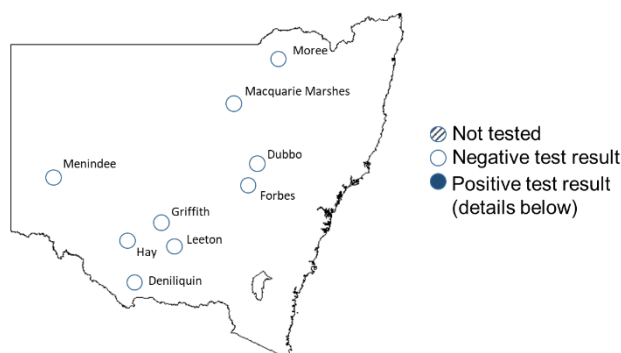 Moree
Macquarie Marshes
Dubbo
Menindee
Forbes
Griffith
Leeton
Hay
Deniliquin
Not tested
Negative test result
Positive test result
(details below)